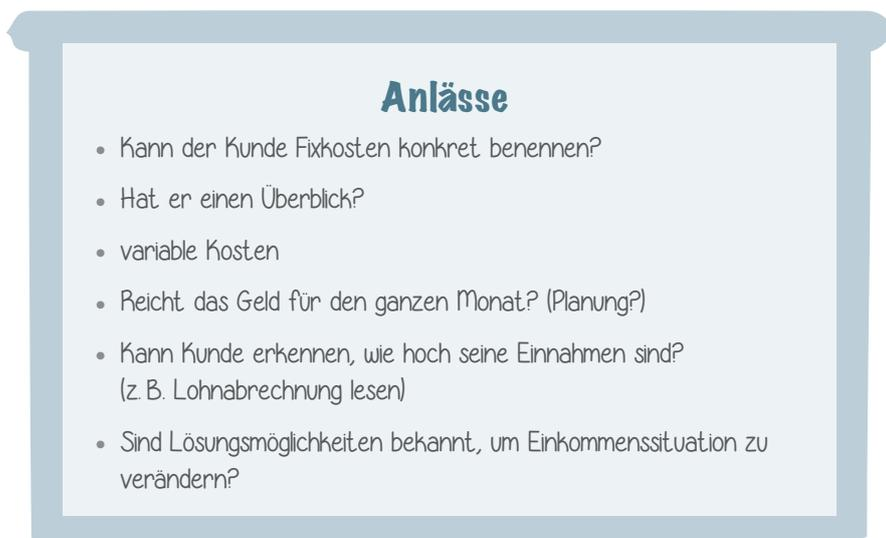 Anlässe
• Kann der Kunde Fixkosten konkret benennen?
• Hat er einen Überblick?
• variable Kosten
• Reicht das Geld für den ganzen Monat? (Planung?)
• Kann Kunde erkennen, wie hoch seine Einnahmen sind?
(z. B. Lohnabrechnung lesen)
• Sind Lösungsmöglichkeiten bekannt, um Einkommenssituation zu
verändern?